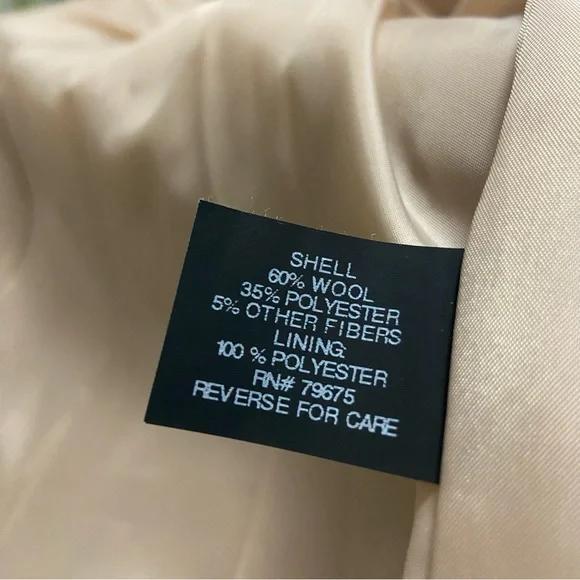 SHELL
60% WOOL
35% POLYESTER
5% OTHER FIBERS
LINING:
100 % POLYESTER
RN# 79675
REVERSE FOR CARE